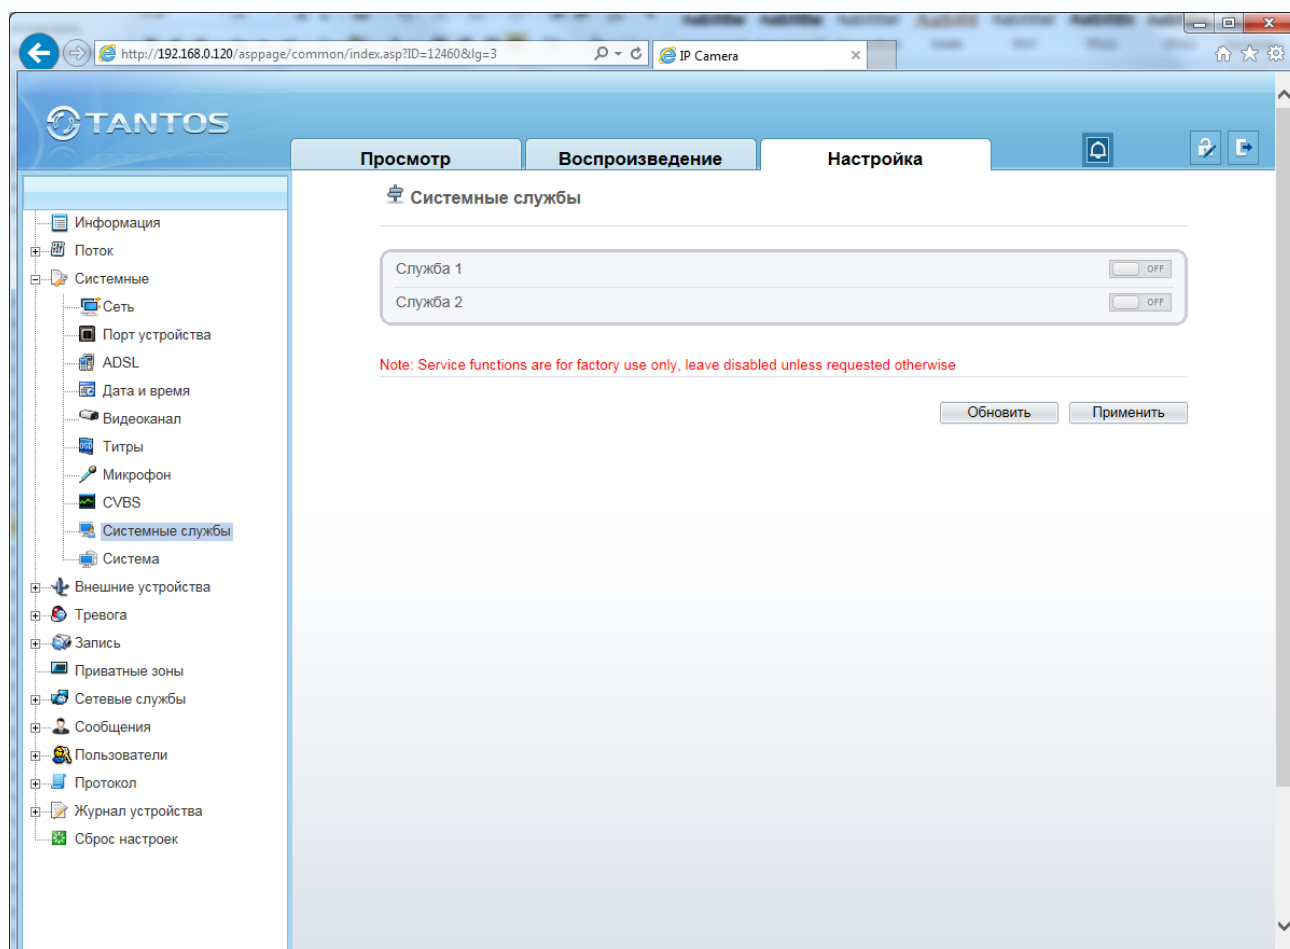 http://192.168.0.120/asppage/common/index.asp?ID=12460&lg=3
IP Camera
TANTOS
Просмотр
Воспроизведение
Настройка
Информация
Поток
Системные
Сеть
Порт устройства
ADSL
Дата и время
Видеоканал
OSD
Титры
Микрофон
CVBS
Системные службы
Система
Внешние устройства
Тревога
Запись
Приватные зоны
Сетевые службы
Сообщения
Пользователи
Протокол
Журнал устройства
Сброс настроек
Системные службы
Служба 1
OFF
Служба 2
OFF
Note: Service functions are for factory use only, leave disabled unless requested otherwise
Обновить
Применить